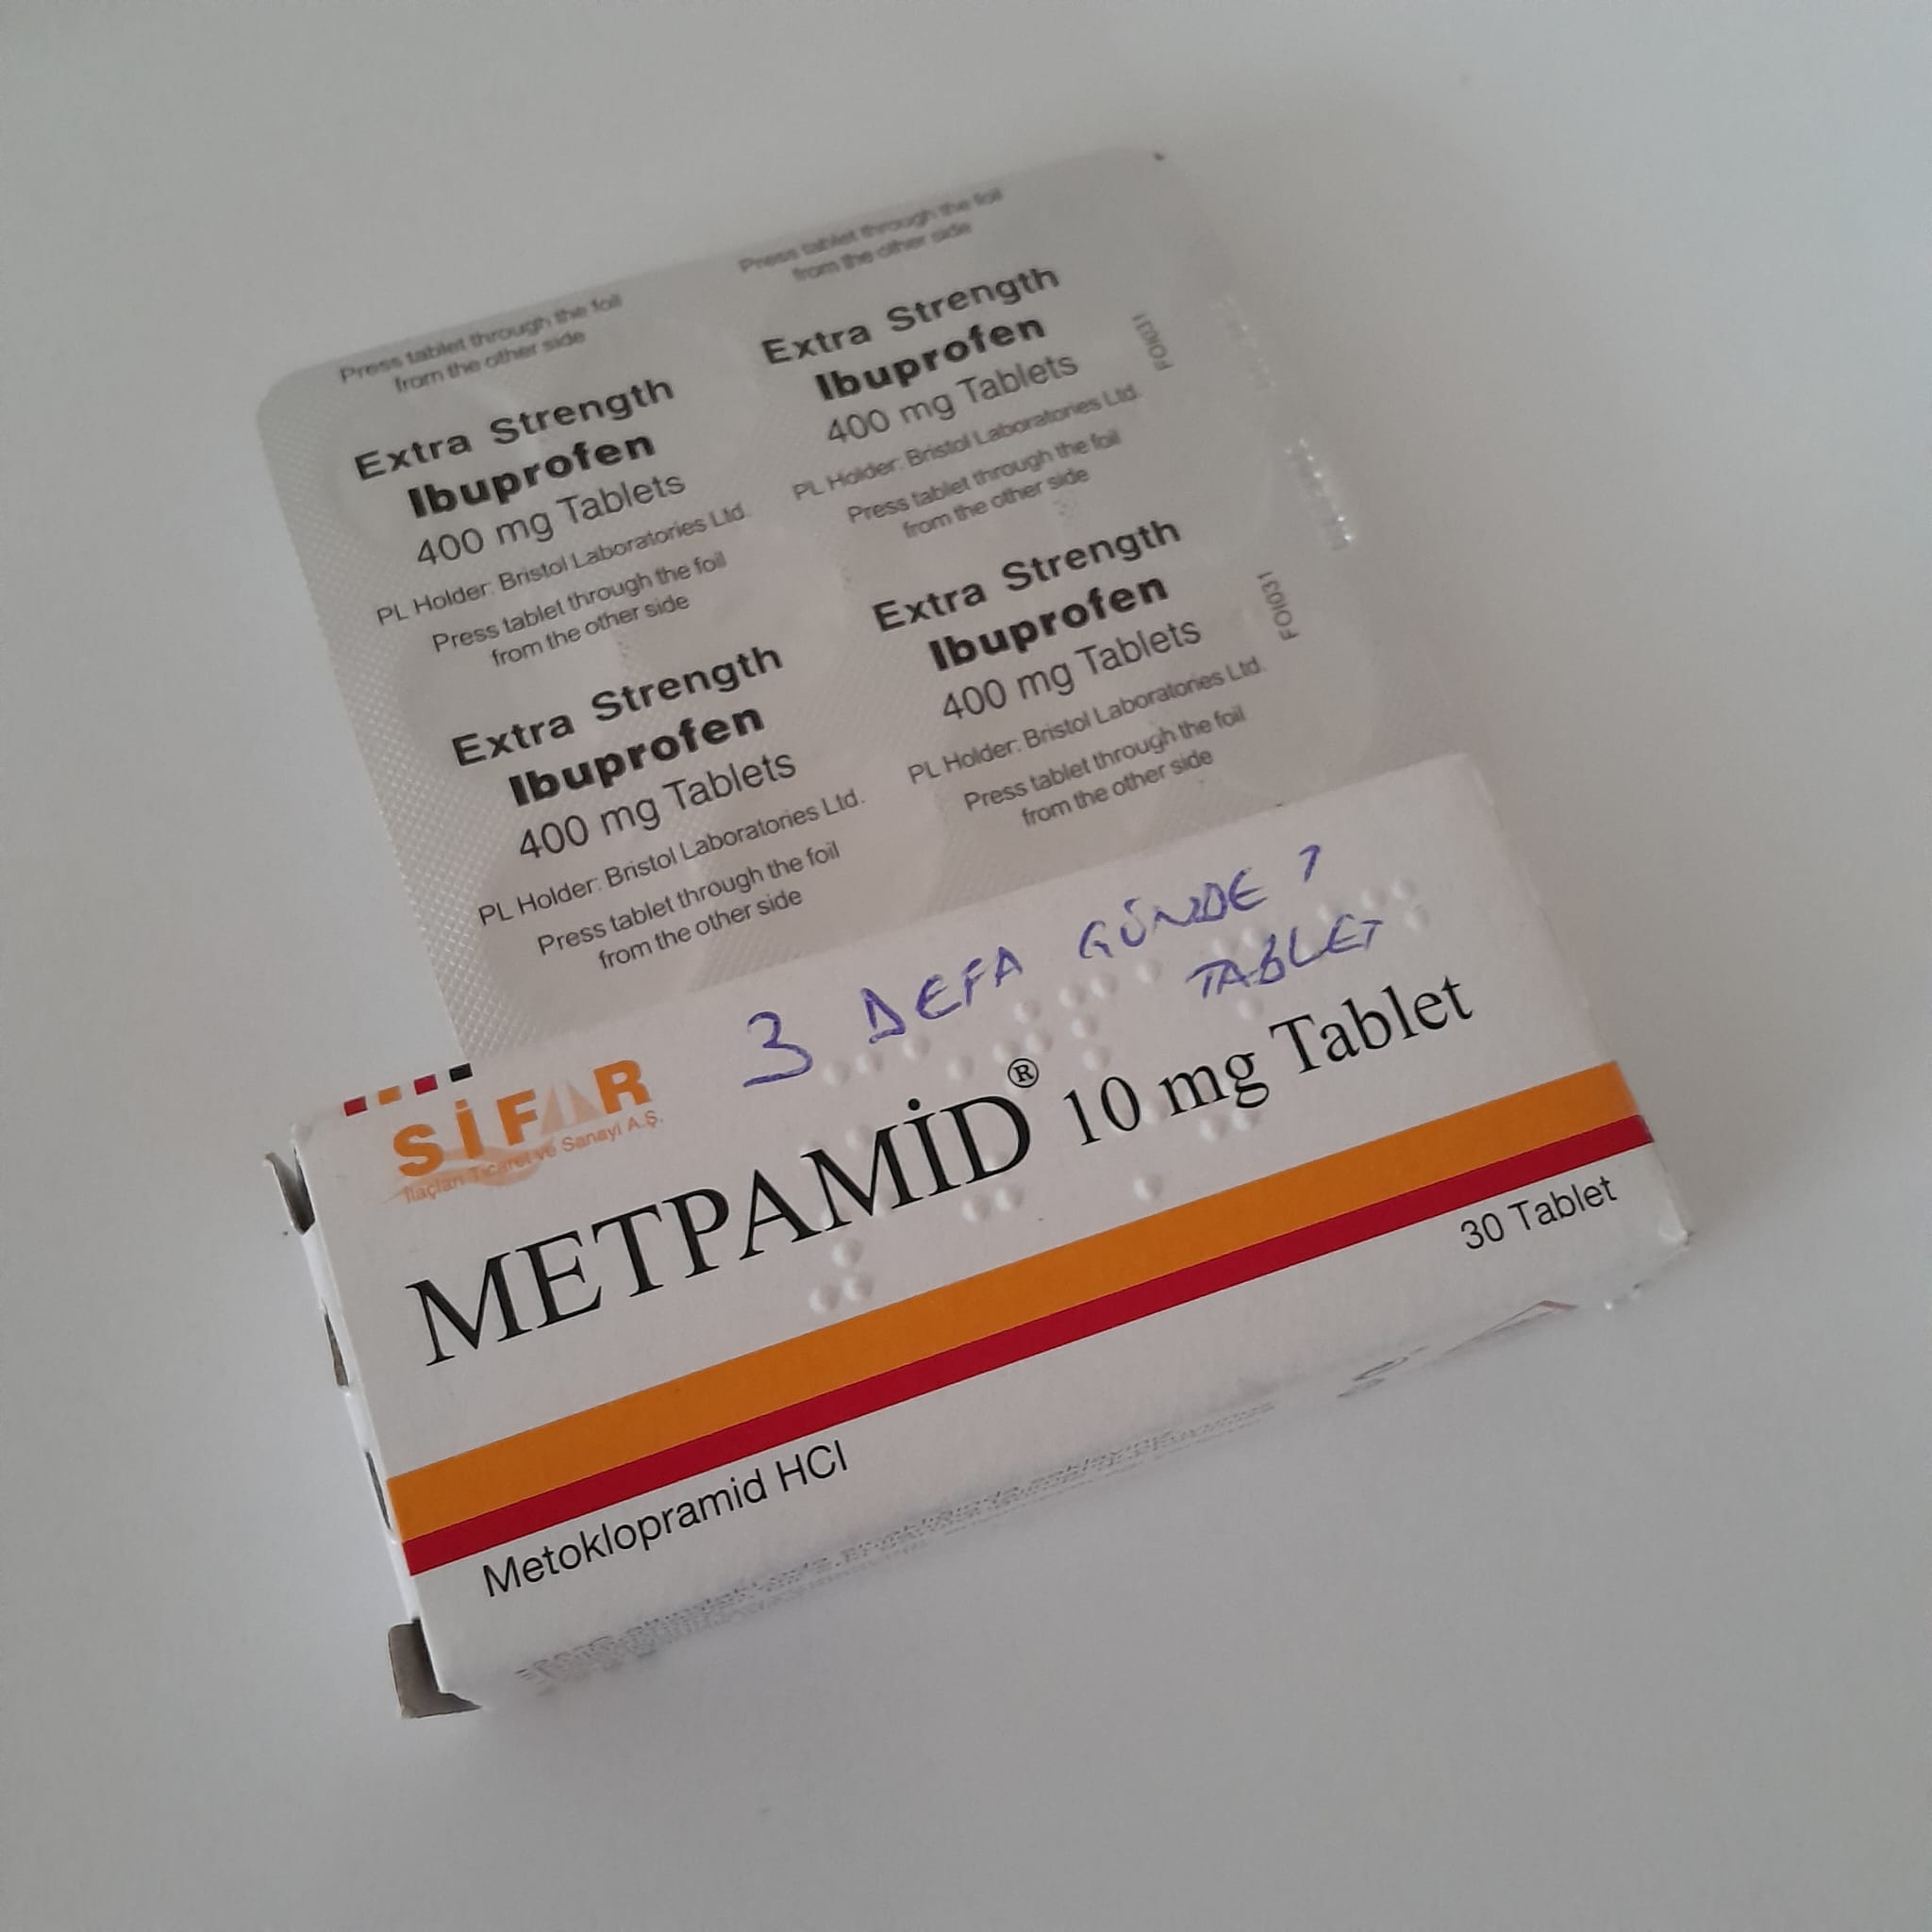 Press tablet through the foil
from the other side
Extra Strength
Ibuprofen
400 mg Tablets
PL Holder: Bristol Laboratories Ltd.
Press tablet through the foil
from the other side
Extra Strength
Ibuprofen
400 mg Tablets
PL Holder: Bristol Laboratories Ltd.
Press tablet through the foil
from the other side
Press tablet through the foil
from the other side
Extra Strength
Ibuprofen
400 mg Tablets
PL Holder: Bristol Laboratories Ltd.
Press tablet through the foil
from the other side
Extra Strength
Ibuprofen
400 mg Tablets
PL Holder: Bristol Laboratories Ltd.
Press tablet through the foil
from the other side
FOI031
3 DEFA GÜNDE 1
TABLET
SİFAR
İlaçları Ticaret ve Sanayi A.Ş.
METPAMİD® 10 mg Tablet
30 Tablet
Metoklopramid HCl